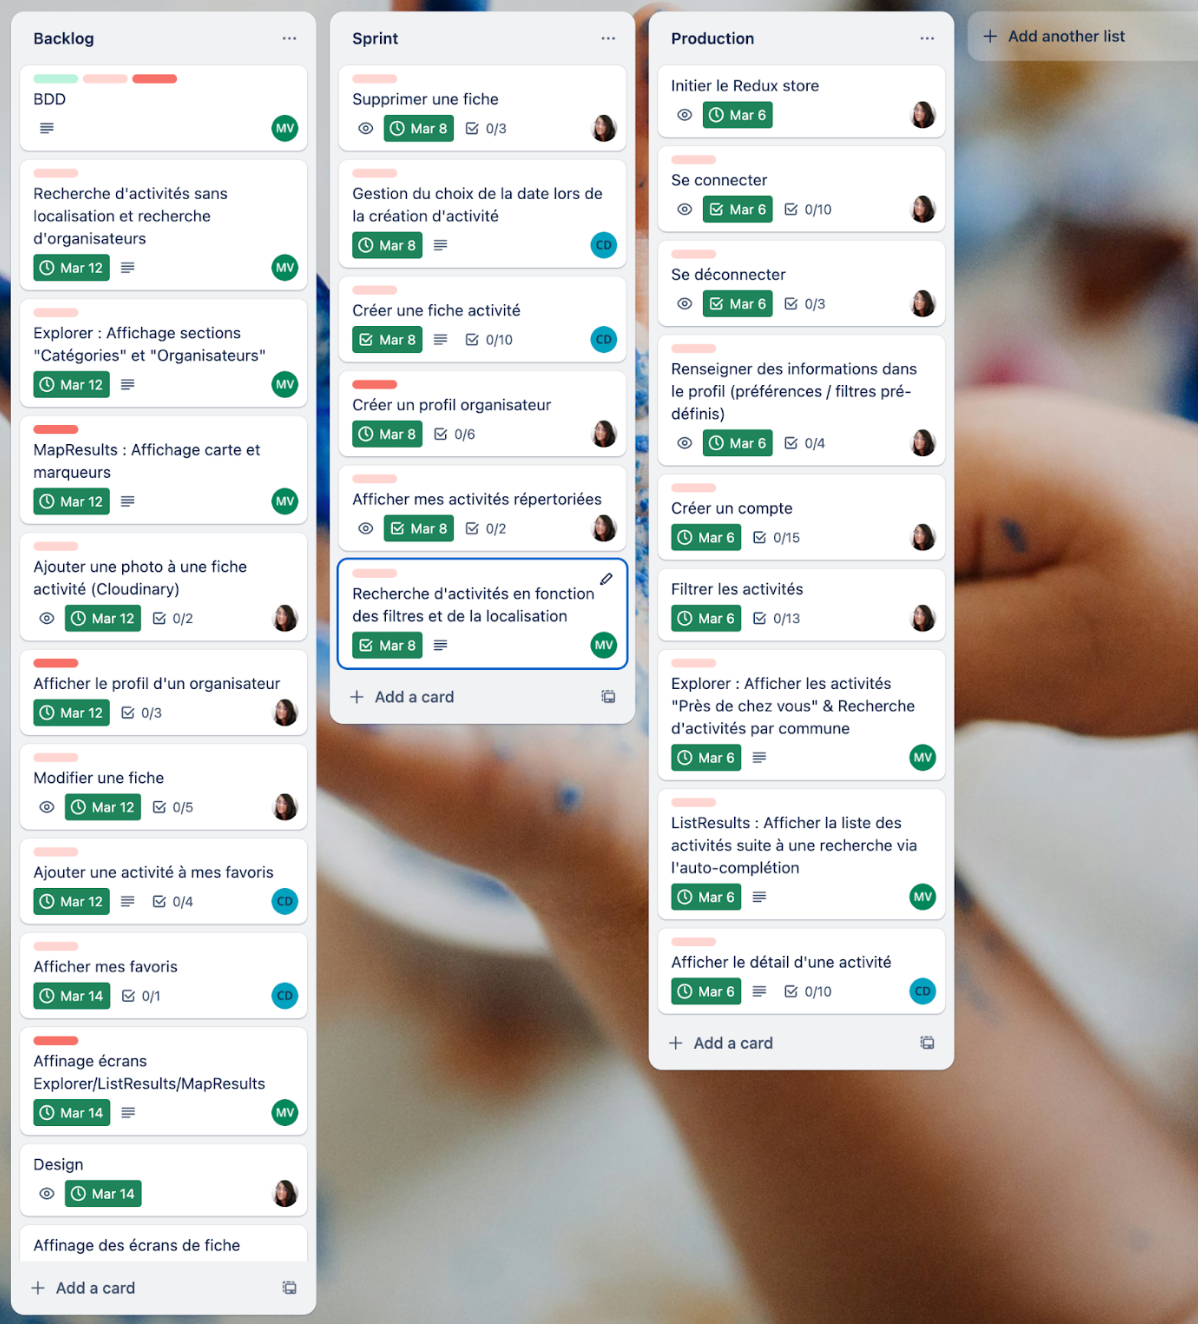 Backlog
BDD
MV
Recherche d'activités sans
localisation et recherche
d'organisateurs
Mar 12
MV
Explorer : Affichage sections
"Catégories" et "Organisateurs"
Mar 12
MV
MapResults : Affichage carte et
marqueurs
Mar 12
MV
Ajouter une photo à une fiche
activité (Cloudinary)
Mar 12 0/2
Afficher le profil d'un organisateur
Mar 12 0/3
Modifier une fiche
Mar 12 0/5
Ajouter une activité à mes favoris
Mar 12 0/4 CD
Afficher mes favoris
Mar 14 0/1 CD
Affinage écrans
Explorer/ListResults/MapResults
Mar 14 MV
Design
Mar 14
Affinage des écrans de fiche
+ Add a card
Sprint
Supprimer une fiche
Mar 8 0/3
Gestion du choix de la date lors de
la création d'activité
Mar 8 CD
Créer une fiche activité
Mar 8 0/10 CD
Créer un profil organisateur
Mar 8 0/6
Afficher mes activités répertoriées
Mar 8 0/2
Recherche d'activités en fonction
des filtres et de la localisation
Mar 8 MV
+ Add a card
Production
Initier le Redux store
Mar 6
Se connecter
Mar 6 0/10
Se déconnecter
Mar 6 0/3
Renseigner des informations dans
le profil (préférences / filtres pré-
définis)
Mar 6 0/4
Créer un compte
Mar 6 0/15
Filtrer les activités
Mar 6 0/13
Explorer : Afficher les activités
"Près de chez vous" & Recherche
d'activités par commune
Mar 6 MV
ListResults : Afficher la liste des
activités suite à une recherche via
l'auto-complétion
Mar 6 MV
Afficher le détail d'une activité
Mar 6 0/10 CD
+ Add a card
+ Add another list